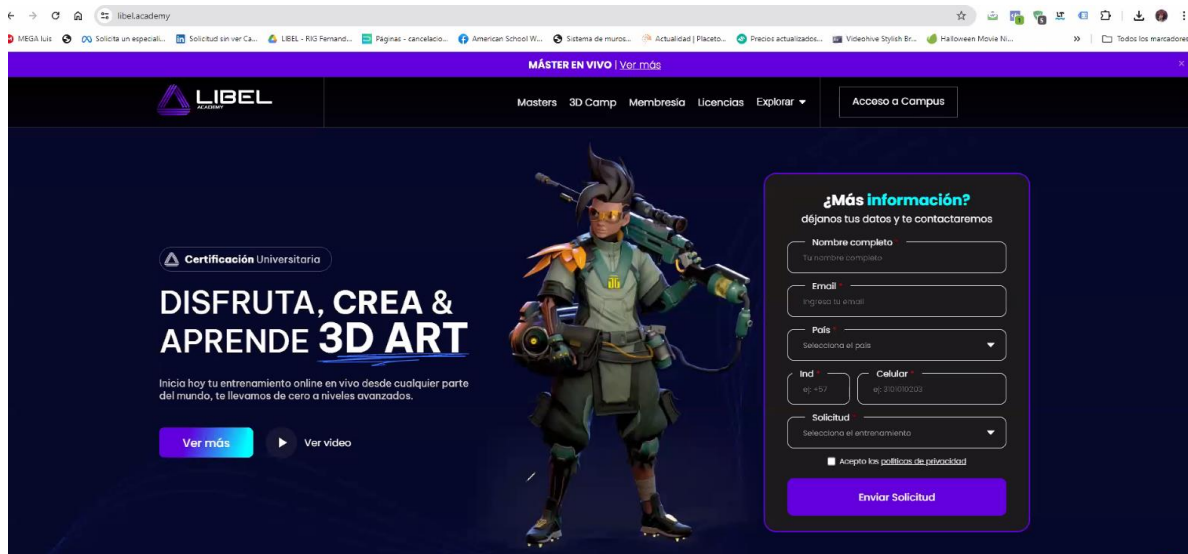 libel.academy
MEGA luis
Solicita un especiali...
Solicitud sin ver Ca...
LIBEL - RIG Fernand...
Páginas - cancelacio...
American School W...
Sistema de muros...
Actualidad | Placeto...
Precios actualizados...
Videohive Stylish Br...
Halloween Movie Ni...
»
Todos los marcadores
MÁSTER EN VIVO | Ver más
×
LIBEL
ACADEMY
Masters
3D Camp
Membresía
Licencias
Explorar
Acceso a Campus
Certificación Universitaria
DISFRUTA, CREA &
APRENDE 3D ART
Inicia hoy tu entrenamiento online en vivo desde cualquier parte
del mundo, te llevamos de cero a niveles avanzados.
Ver más
Ver video
¿Más información?
déjanos tus datos y te contactaremos
Nombre completo *
Tu nombre completo
Email *
Ingresa tu email
País *
Selecciona el país
Ind *
ej: +57
Celular *
ej: 3101010203
Solicitud *
Selecciona el entrenamiento
Acepto las políticas de privacidad
Enviar Solicitud